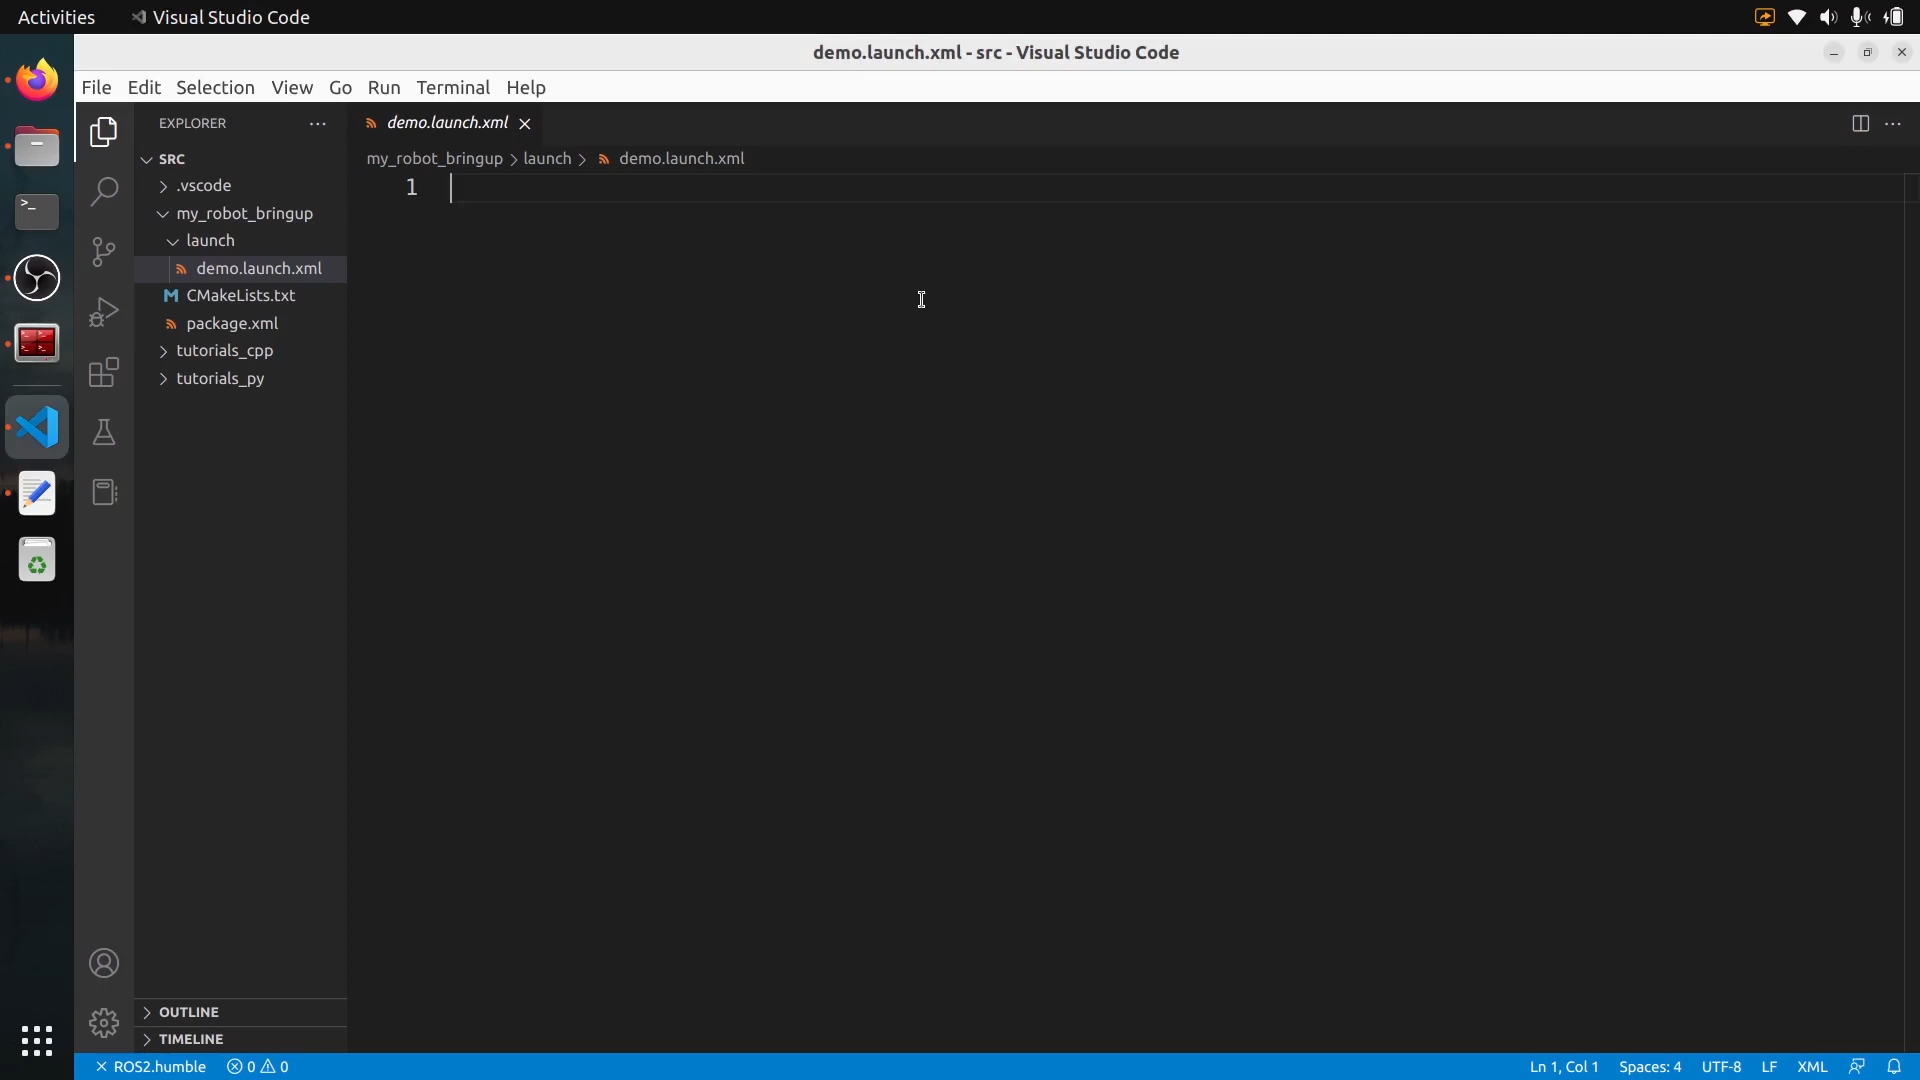 Activities
Visual Studio Code
demo.launch.xml - src - Visual Studio Code
File Edit Selection View Go Run Terminal Help
EXPLORER
SRC
.vscode
my_robot_bringup
launch
demo.launch.xml
CMakeLists.txt
package.xml
tutorials_cpp
tutorials_py
OUTLINE
TIMELINE
demo.launch.xml
my_robot_bringup > launch > demo.launch.xml
1
ROS2.humble 0 0
Ln 1, Col 1 Spaces: 4 UTF-8 LF XML